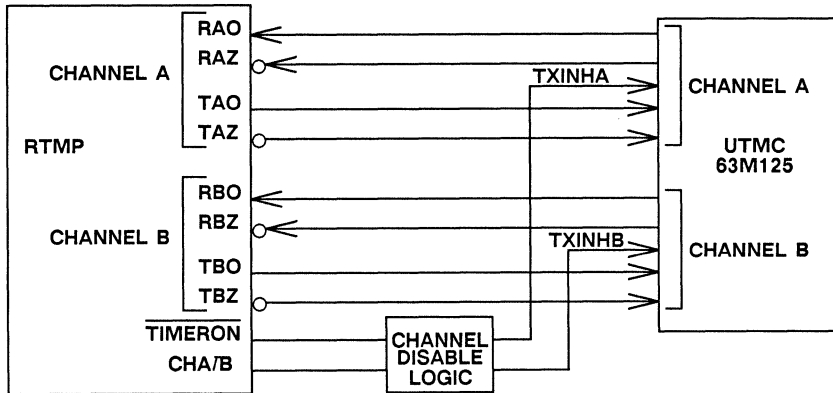 RAO
RAZ
CHANNEL A
TAO
TAZ
RTMP
RBO
RBZ
CHANNEL B
TBO
TBZ
TIMERON
CHA/B
CHANNEL
DISABLE
LOGIC
TXINHA
TXINHB
CHANNEL A
UTMC
63M125
CHANNEL B